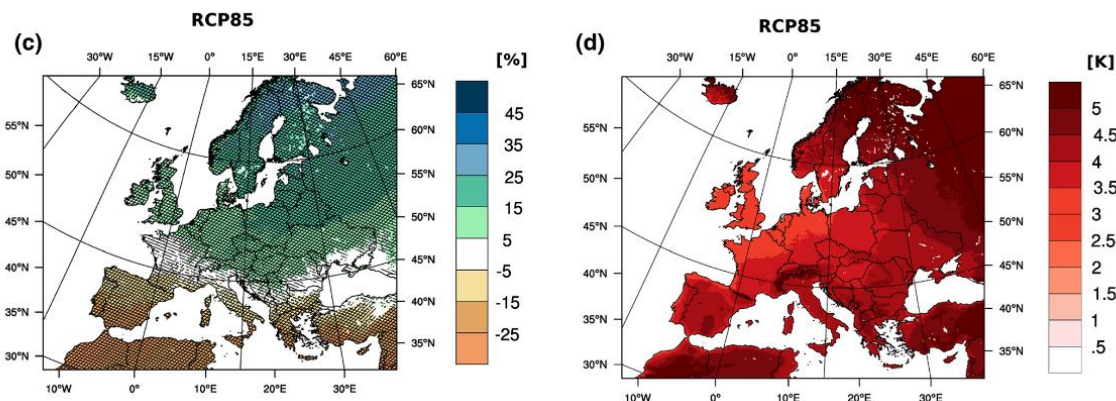 RCP85
(c)
30°W 15°W 0° 15°E 30°E 45°E 60°E
[%]
65°N
60°N
55°N
50°N
45°N
40°N
35°N
55°N
50°N
45°N
40°N
35°N
30°N
10°W 0° 10°E 20°E 30°E
45
35
25
15
5
-5
-15
-25
RCP85
(d)
30°W 15°W 0° 15°E 30°E 45°E 60°E
[K]
65°N
60°N
55°N
50°N
45°N
40°N
35°N
55°N
50°N
45°N
40°N
35°N
30°N
10°W 0° 10°E 20°E 30°E
5
4.5
4
3.5
3
2.5
2
1.5
1
.5